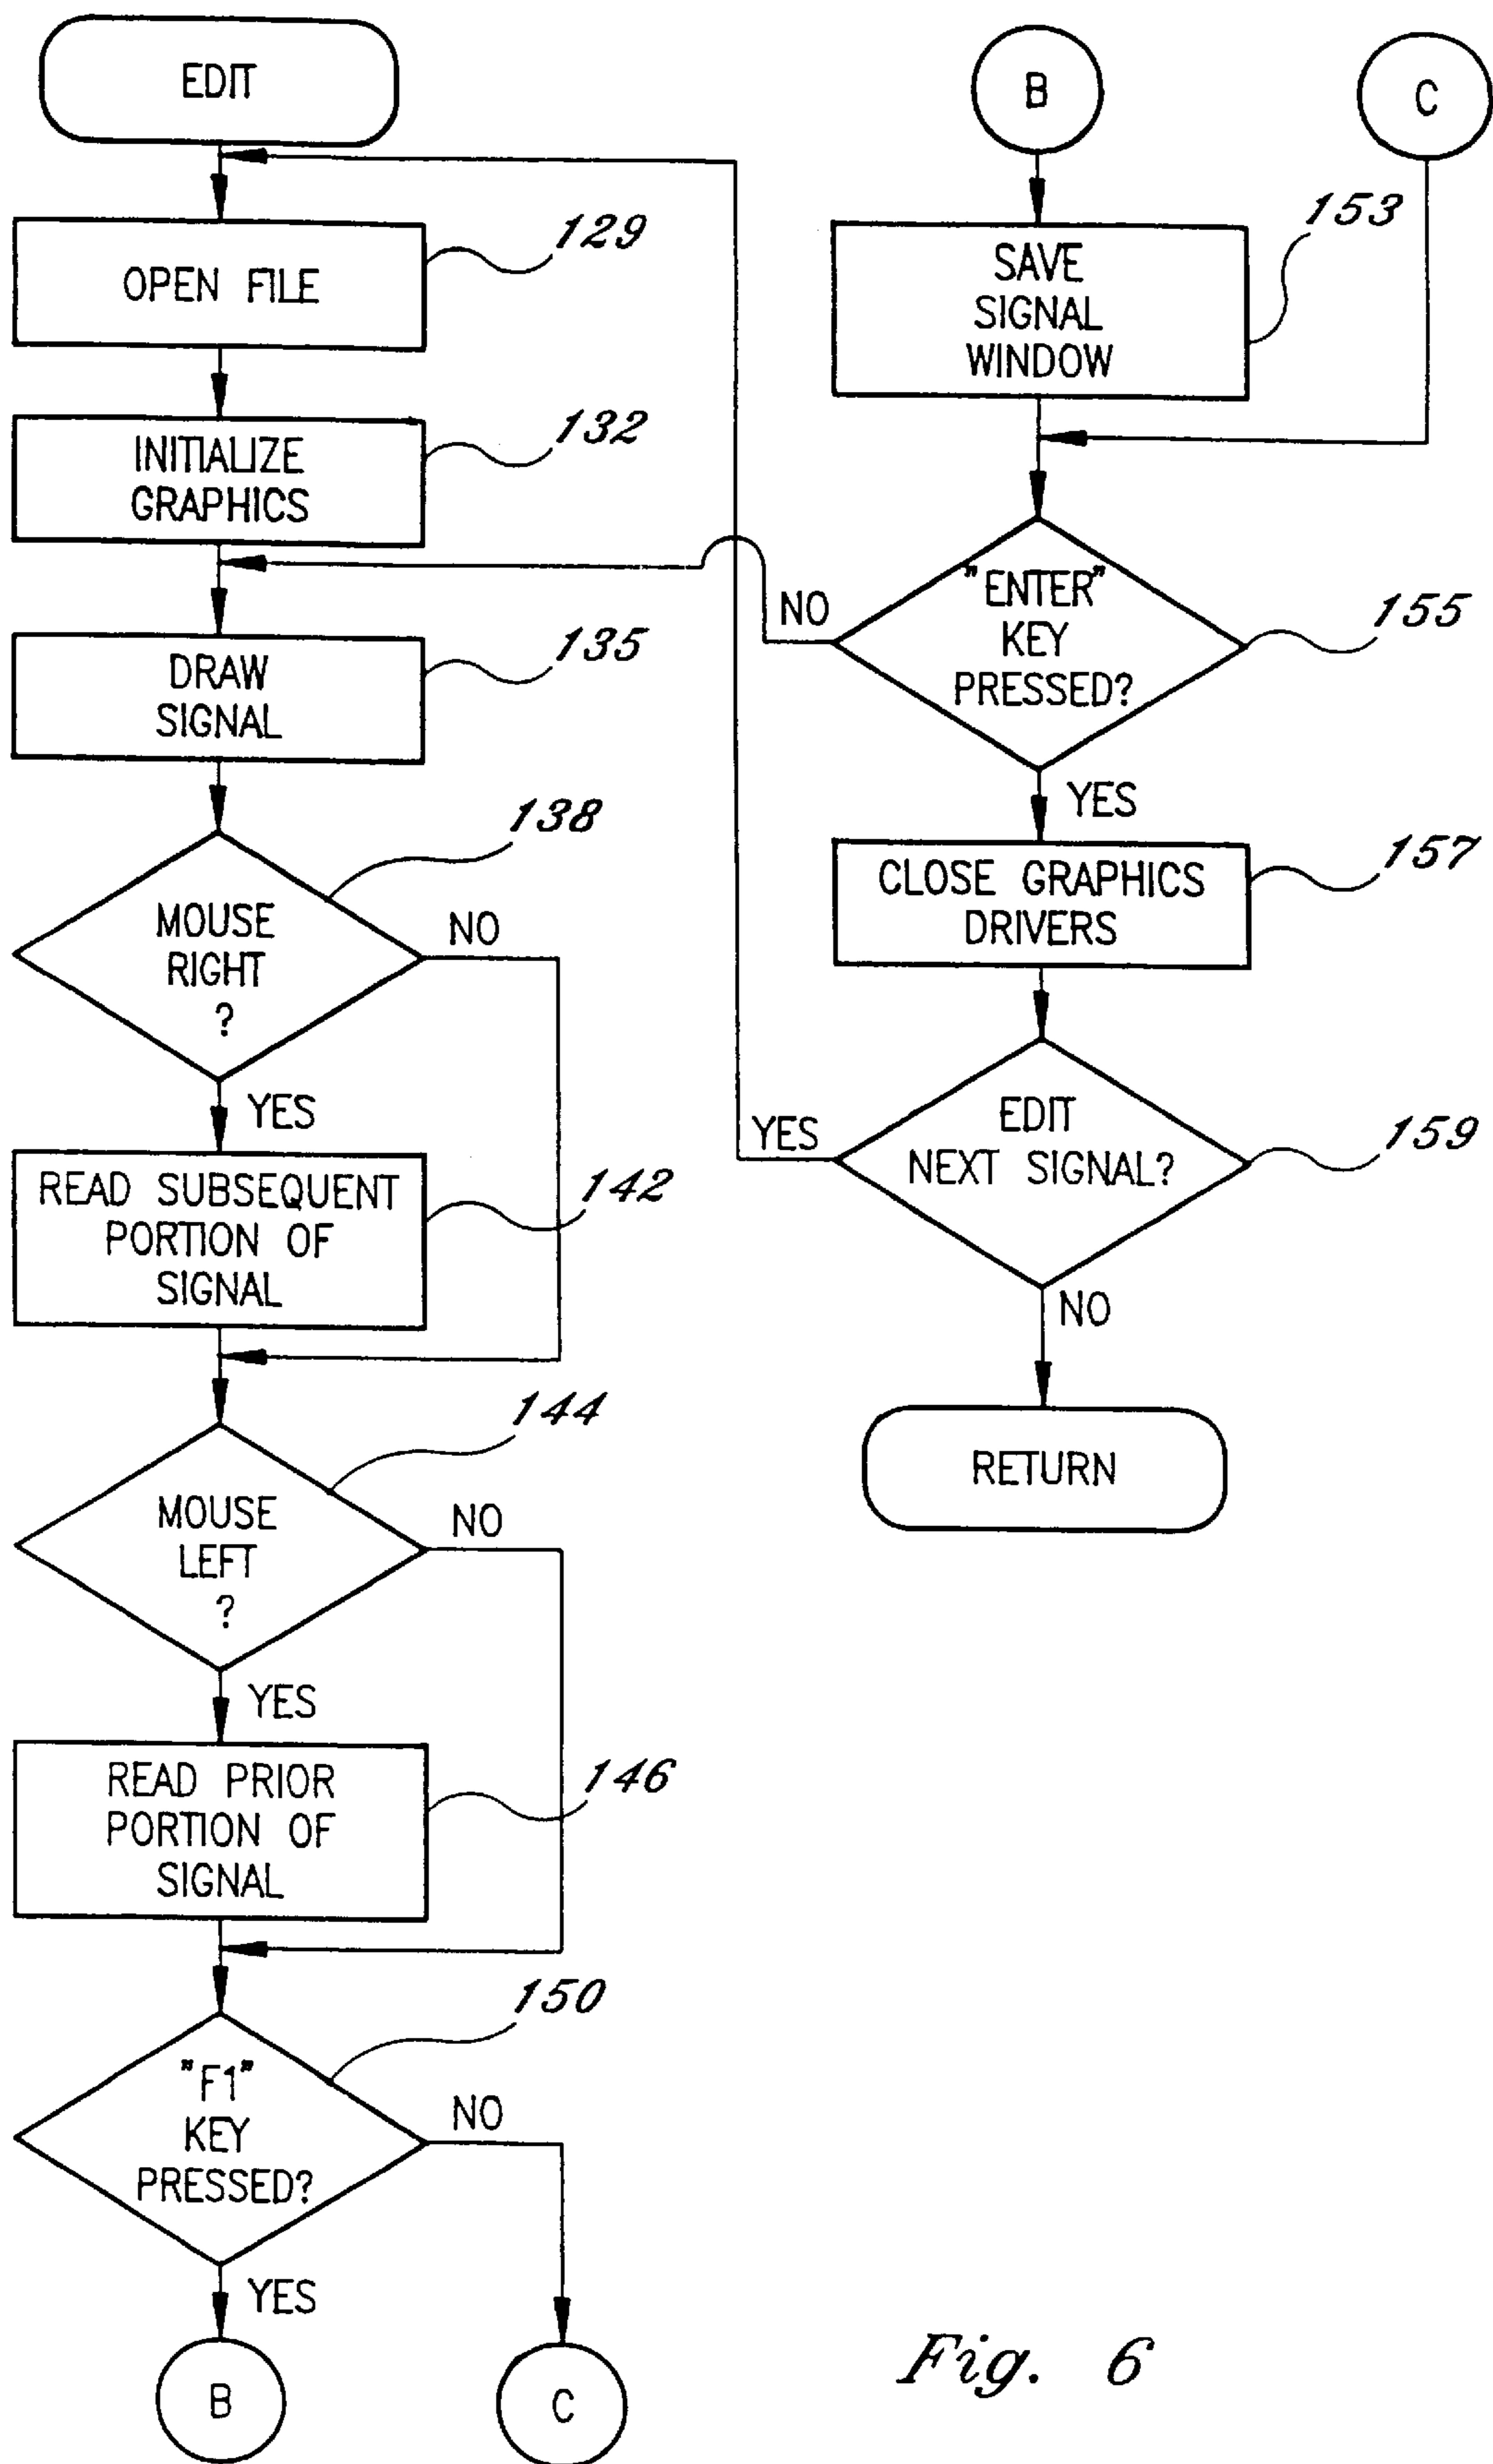 EDIT
OPEN FILE
129
INITIALIZE
GRAPHICS
132
DRAW
SIGNAL
135
MOUSE
RIGHT
?
138
NO
YES
READ SUBSEQUENT
PORTION OF
SIGNAL
142
MOUSE
LEFT
?
144
NO
YES
READ PRIOR
PORTION OF
SIGNAL
146
"F1"
KEY
PRESSED?
150
NO
YES
B
C
B
C
SAVE
SIGNAL
WINDOW
153
"ENTER"
KEY
PRESSED?
155
NO
YES
CLOSE GRAPHICS
DRIVERS
157
EDIT
NEXT SIGNAL?
159
YES
NO
RETURN
Fig. 6